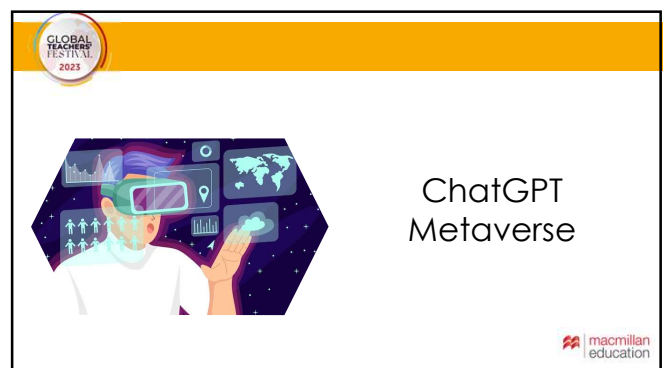 GLOBAL
TEACHERS'
FESTIVAL
2023
ChatGPT
Metaverse
macmillan
education